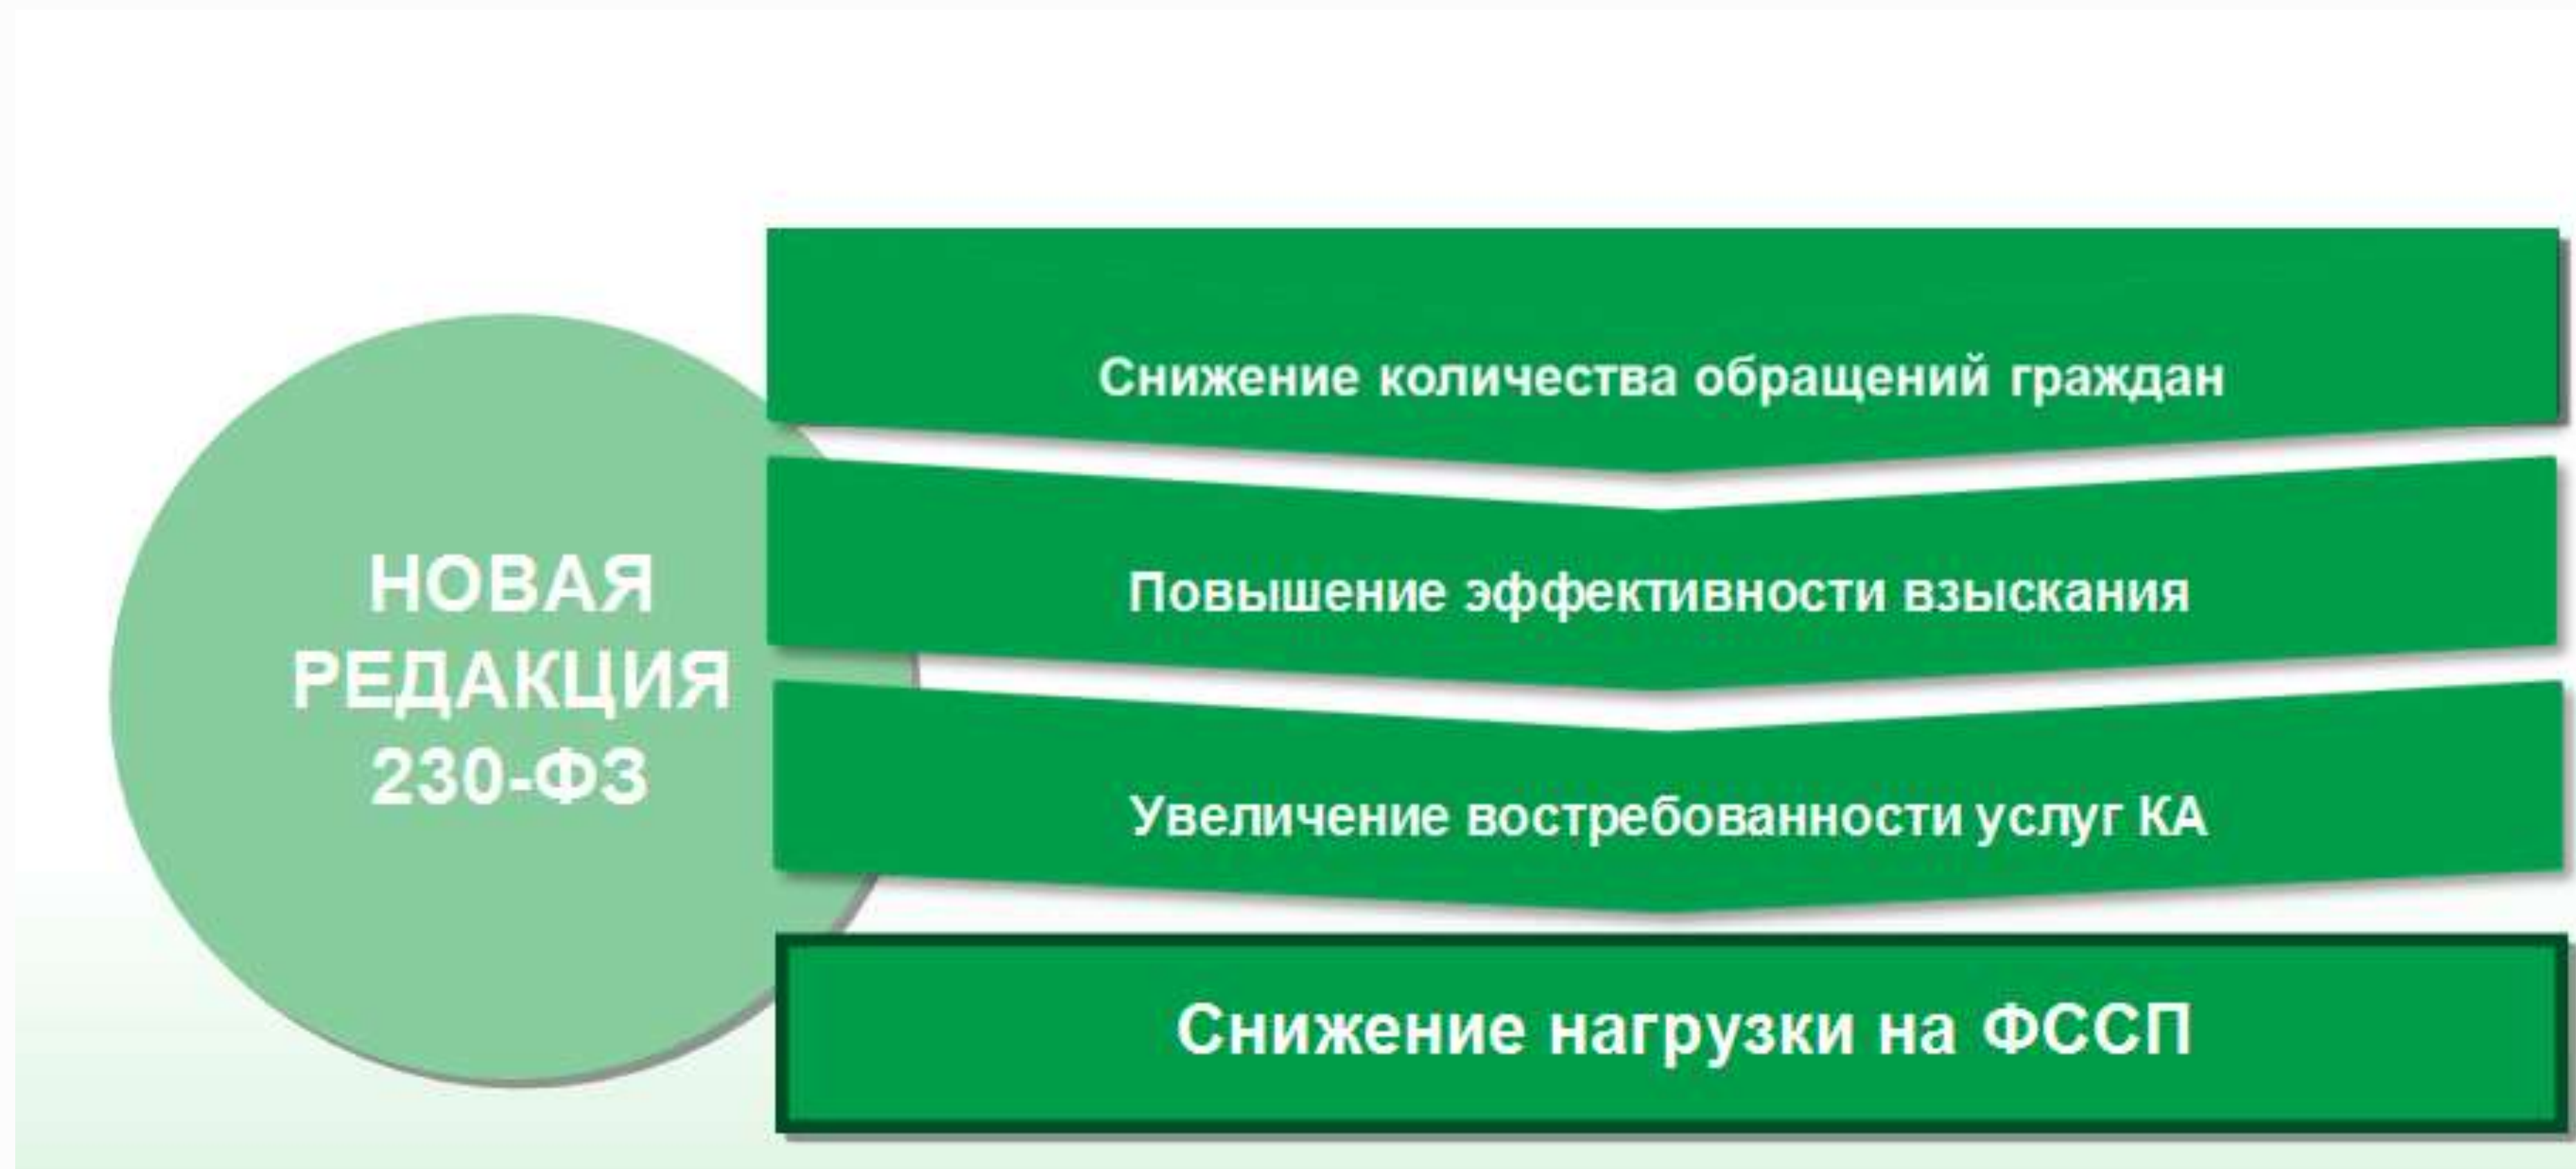 НОВАЯ
РЕДАКЦИЯ
230-ФЗ
Снижение количества обращений граждан
Повышение эффективности взыскания
Увеличение востребованности услуг КА
Снижение нагрузки на ФССП